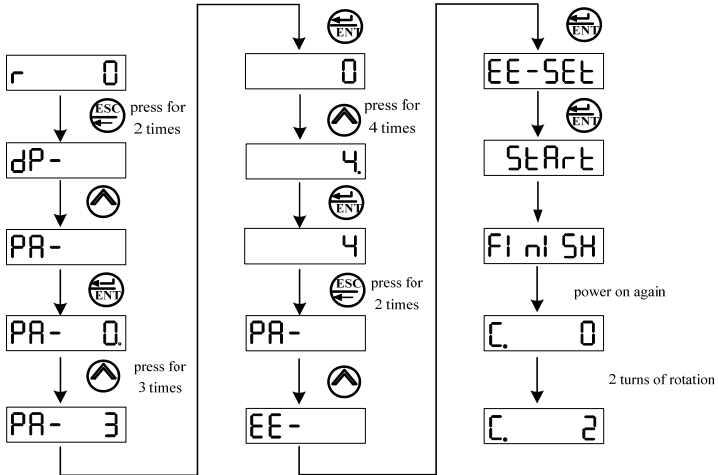 r 0
ESC
press for
2 times
dP-
PA-
ENT
PA- 0.
press for
3 times
PA- 3
ENT
0
press for
4 times
4.
ENT
4
ESC
press for
2 times
PA-
EE-
ENT
EE-SEt
ENT
StArt
FInISH
power on again
C. 0
2 turns of rotation
C. 2